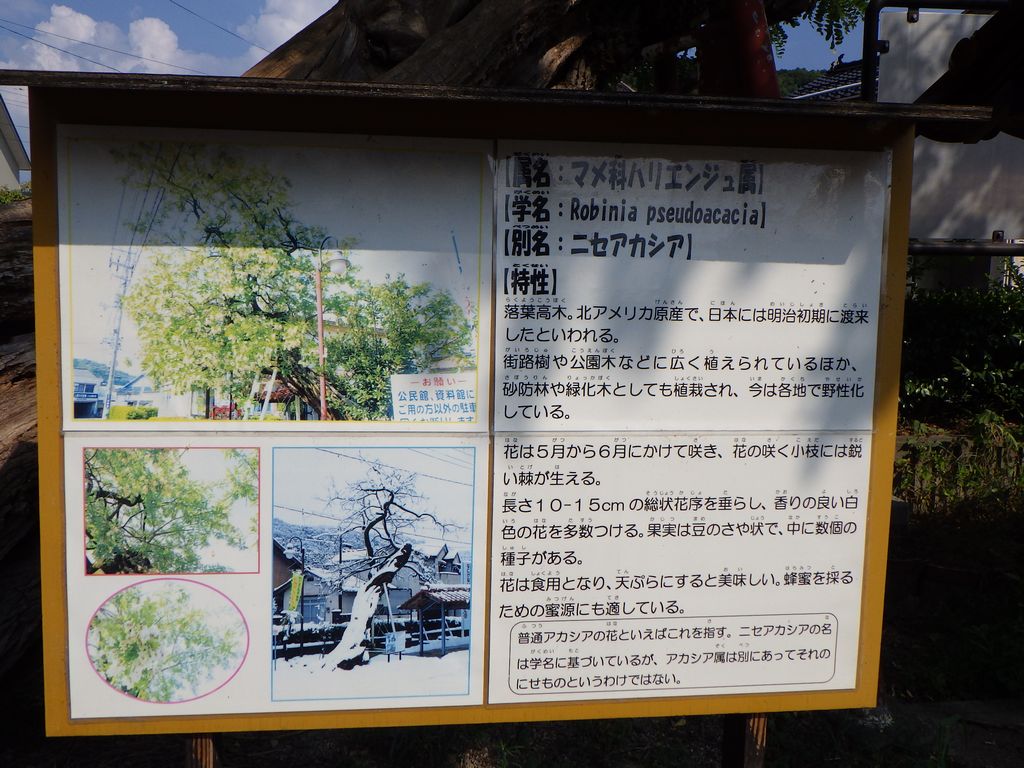 お願い
公民館、資料館に
ご用の方以外の駐車
【属名：マメ科ハリエンジュ属】
【学名：Robinia pseudoacacia】
【別名：ニセアカシア】
【特性】
落葉高木。北アメリカ原産で、日本には明治初期に渡来
したといわれる。
街路樹や公園木などに広く植えられているほか、
砂防林や緑化木としても植栽され、今は各地で野性化
している。
花は５月から６月にかけて咲き、花の咲く小枝には鋭
い棘が生える。
長さ１０-１５cmの総状花序を垂らし、香りの良い白
色の花を多数つける。果実は豆のさや状で、中に数個の
種子がある。
花は食用となり、天ぷらにすると美味しい。蜂蜜を採る
ための蜜源にも適している。
普通アカシアの花といえばこれを指す。ニセアカシアの名
は学名に基づいているが、アカシア属は別にあってそれの
にせものというわけではない。